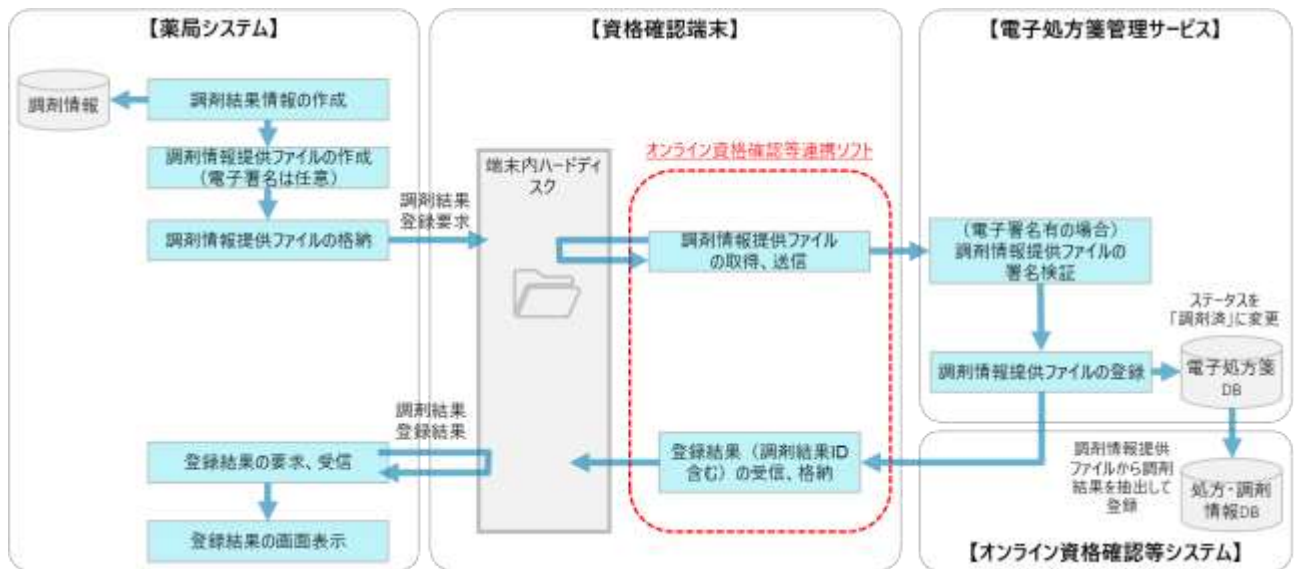 【薬局システム】
調剤情報
調剤結果情報の作成
調剤情報提供ファイルの作成
（電子署名は任意）
調剤情報提供ファイルの格納
調剤結果
登録要求
調剤結果
登録結果
登録結果の要求、受信
登録結果の画面表示
【資格確認端末】
端末内ハードディ
スク
オンライン資格確認等連携ソフト
調剤情報提供ファイル
の取得、送信
登録結果（調剤結果ID
含む）の受信、格納
【電子処方箋管理サービス】
（電子署名有の場合）
調剤情報提供ファイルの
署名検証
ステータスを
「調剤済」に変更
調剤情報提供ファイルの登録
電子処方箋
DB
調剤情報提供
ファイルから調剤
結果を抽出して
登録
処方・調剤
情報DB
【オンライン資格確認等システム】